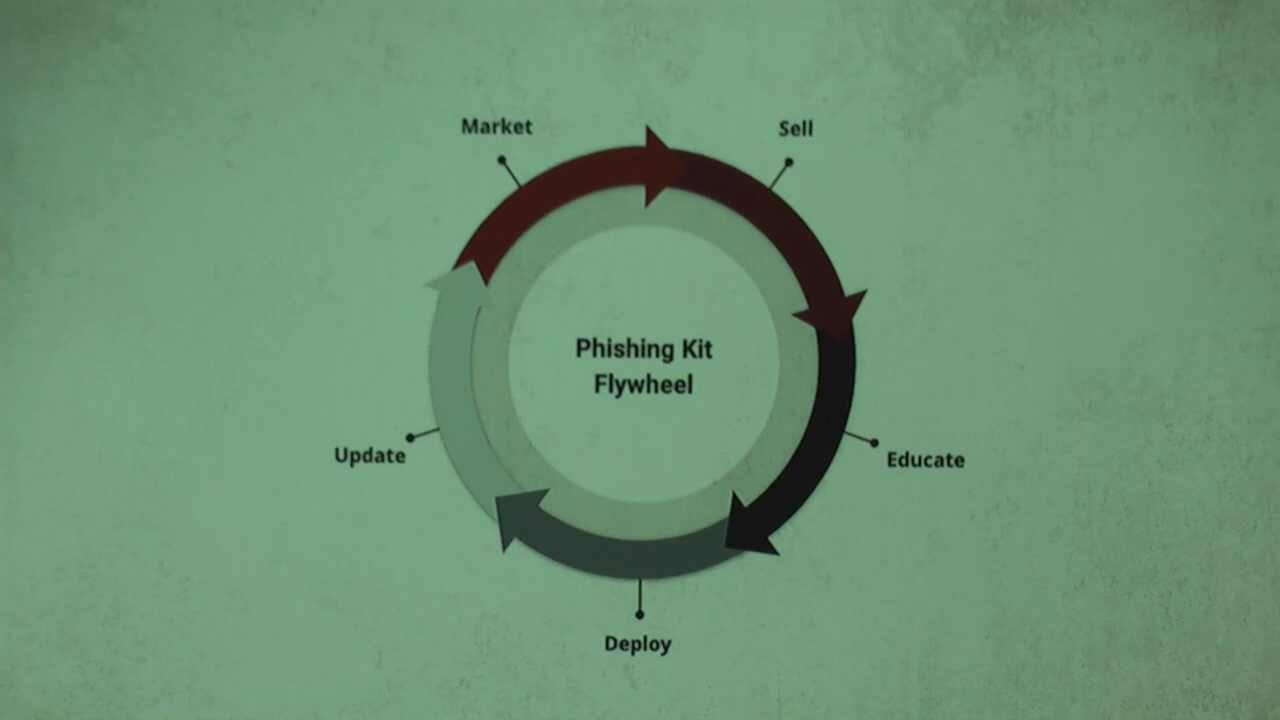 Market
Sell
Phishing Kit
Flywheel
Update
Educate
Deploy